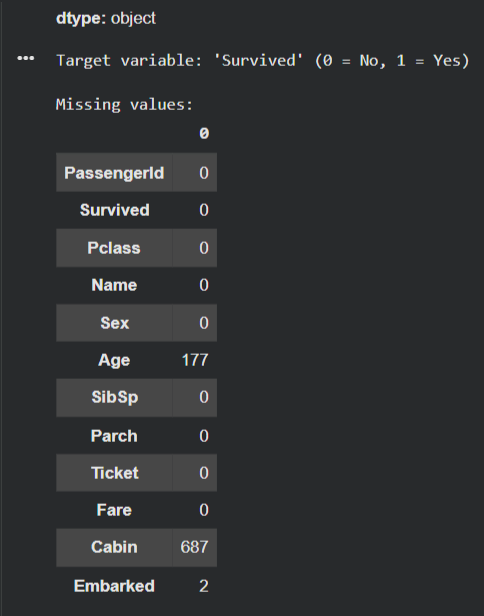 dtype: object
Target variable: 'Survived' (0 = No, 1 = Yes)
Missing values:
0
PassengerId 0
Survived 0
Pclass 0
Name 0
Sex 0
Age 177
SibSp 0
Parch 0
Ticket 0
Fare 0
Cabin 687
Embarked 2